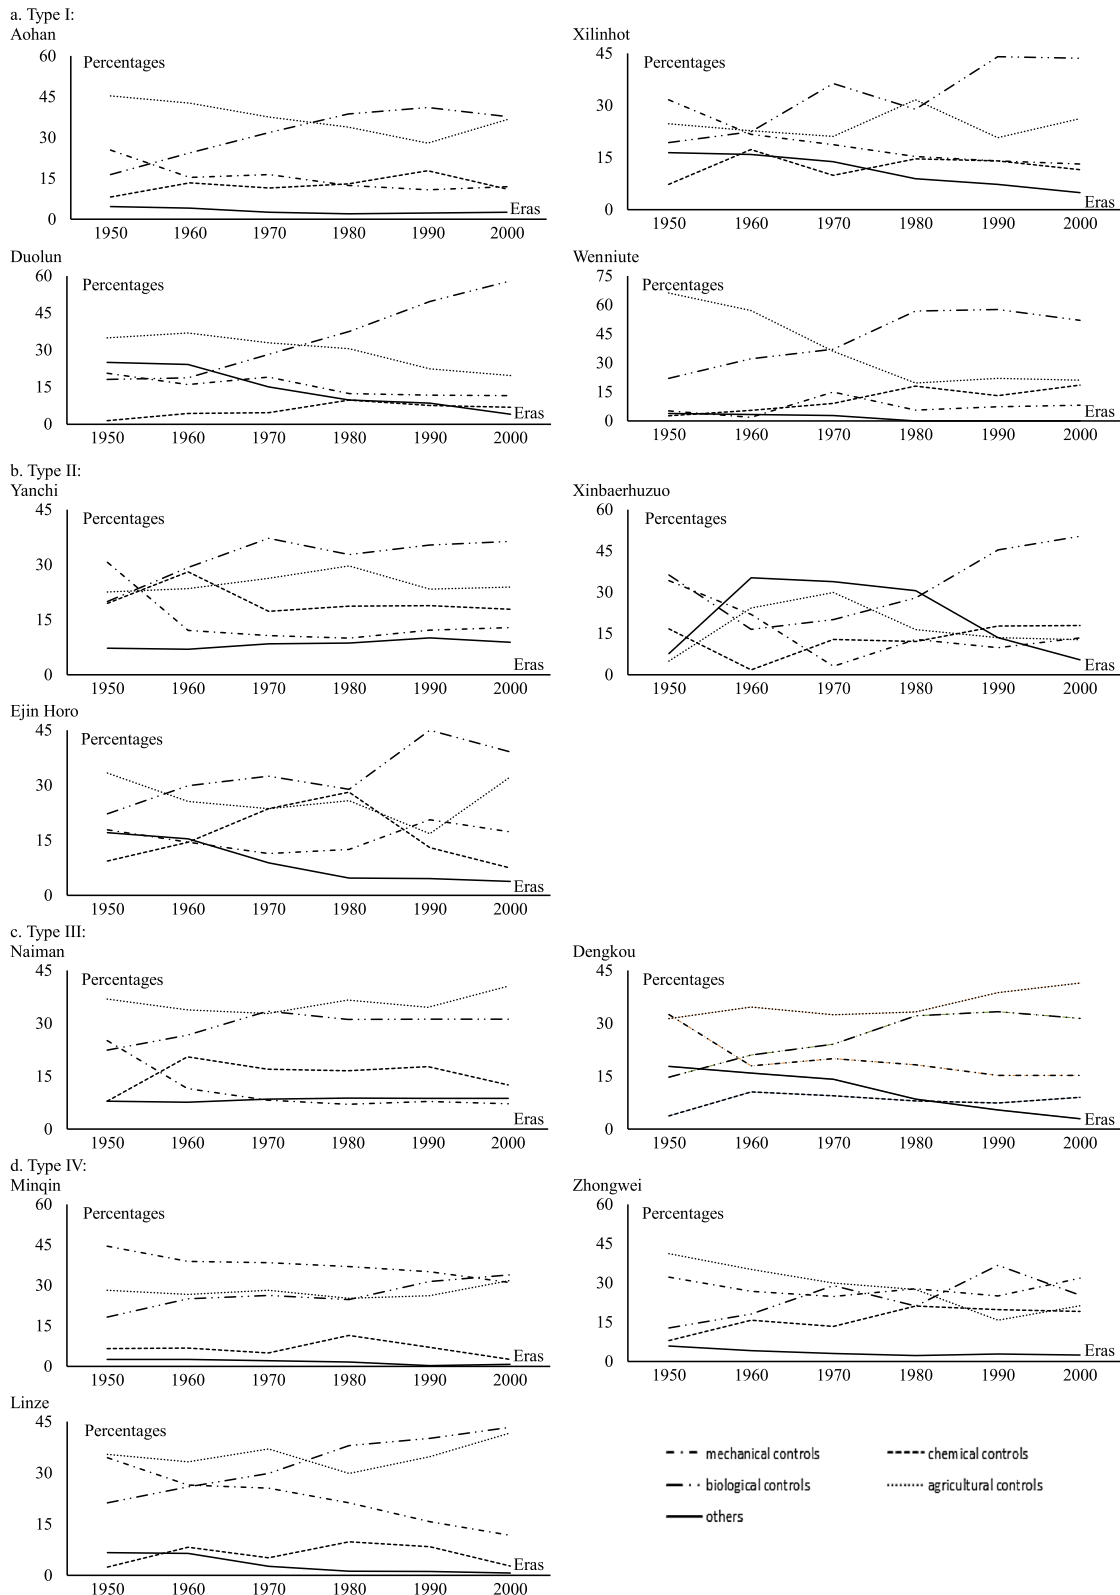 a. Type I:
Aohan
60
45
30
15
0
Percentages
Eras
1950 1960 1970 1980 1990 2000
Xilinhot
45
30
15
0
Percentages
Eras
1950 1960 1970 1980 1990 2000
Duolun
60
45
30
15
0
Percentages
Eras
1950 1960 1970 1980 1990 2000
Wenniute
75
60
45
30
15
0
Percentages
Eras
1950 1960 1970 1980 1990 2000
b. Type II:
Yanchi
45
30
15
0
Percentages
Eras
1950 1960 1970 1980 1990 2000
Xinbaerhuzuo
60
45
30
15
0
Percentages
Eras
1950 1960 1970 1980 1990 2000
Ejin Horo
45
30
15
0
Percentages
Eras
1950 1960 1970 1980 1990 2000
c. Type III:
Naiman
45
30
15
0
Percentages
Eras
1950 1960 1970 1980 1990 2000
Dengkou
45
30
15
0
Percentages
Eras
1950 1960 1970 1980 1990 2000
d. Type IV:
Minqin
60
45
30
15
0
Percentages
Eras
1950 1960 1970 1980 1990 2000
Zhongwei
60
45
30
15
0
Percentages
Eras
1950 1960 1970 1980 1990 2000
Linze
45
30
15
0
Percentages
Eras
1950 1960 1970 1980 1990 2000
mechanical controls chemical controls
biological controls agricultural controls
others